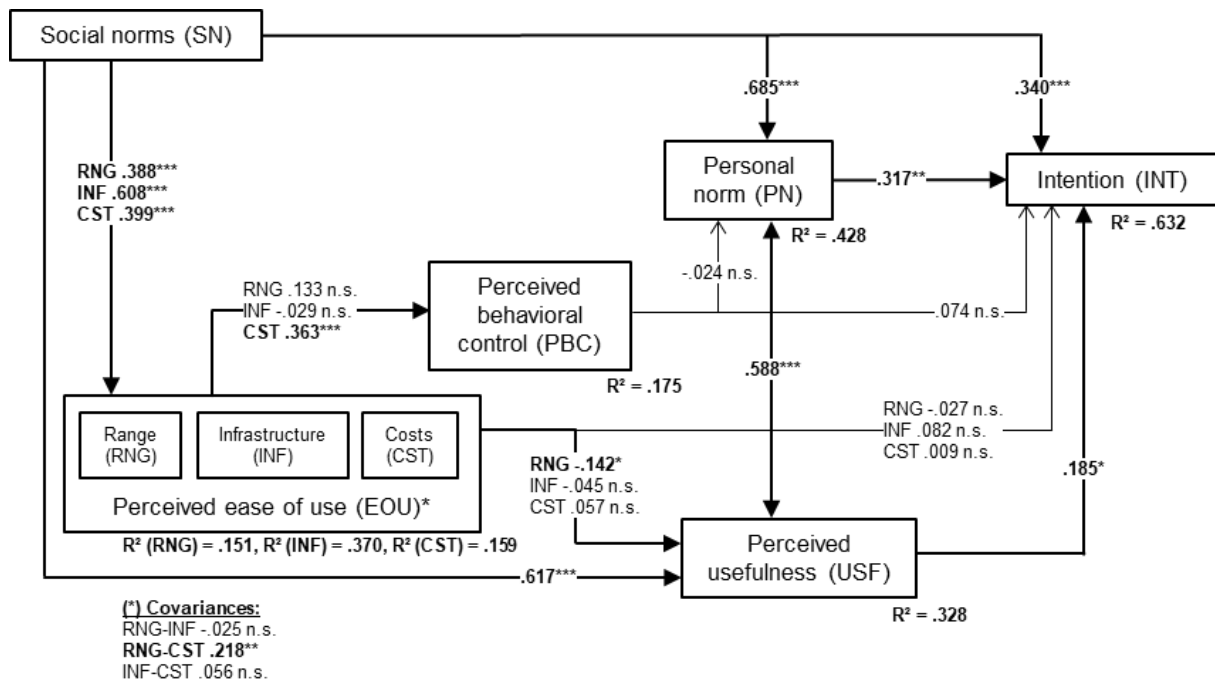 Social norms (SN)
.685***
.340***
RNG .388***
INF .608***
CST .399***
Personal
norm (PN)
.317**
Intention (INT)
R² = .428
R² = .632
-.024 n.s.
RNG .133 n.s.
INF -.029 n.s.
CST .363***
Perceived
behavioral
control (PBC)
.074 n.s.
R² = .175
.588***
Range
(RNG)
Infrastructure
(INF)
Costs
(CST)
Perceived ease of use (EOU)*
R² (RNG) = .151, R² (INF) = .370, R² (CST) = .159
RNG -.027 n.s.
INF .082 n.s.
CST .009 n.s.
RNG -.142*
INF -.045 n.s.
CST .057 n.s.
.185*
Perceived
usefulness (USF)
.617***
R² = .328
(*) Covariances:
RNG-INF -.025 n.s.
RNG-CST .218**
INF-CST .056 n.s.